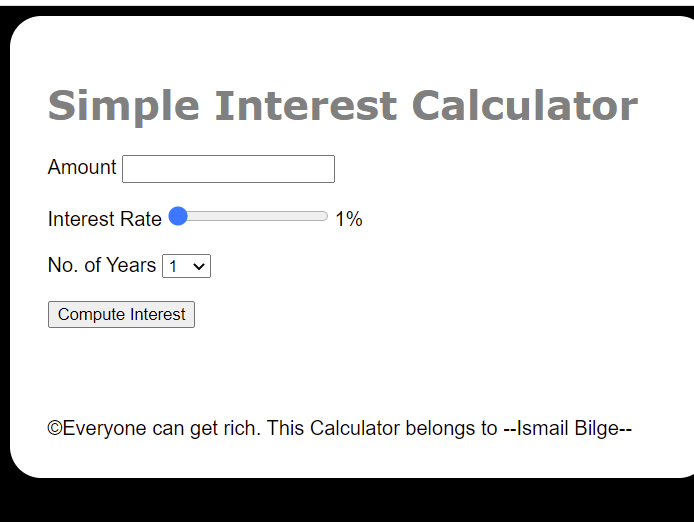 Simple Interest Calculator
Amount
Interest Rate 1%
No. of Years 1
Compute Interest
©Everyone can get rich. This Calculator belongs to --Ismail Bilge--